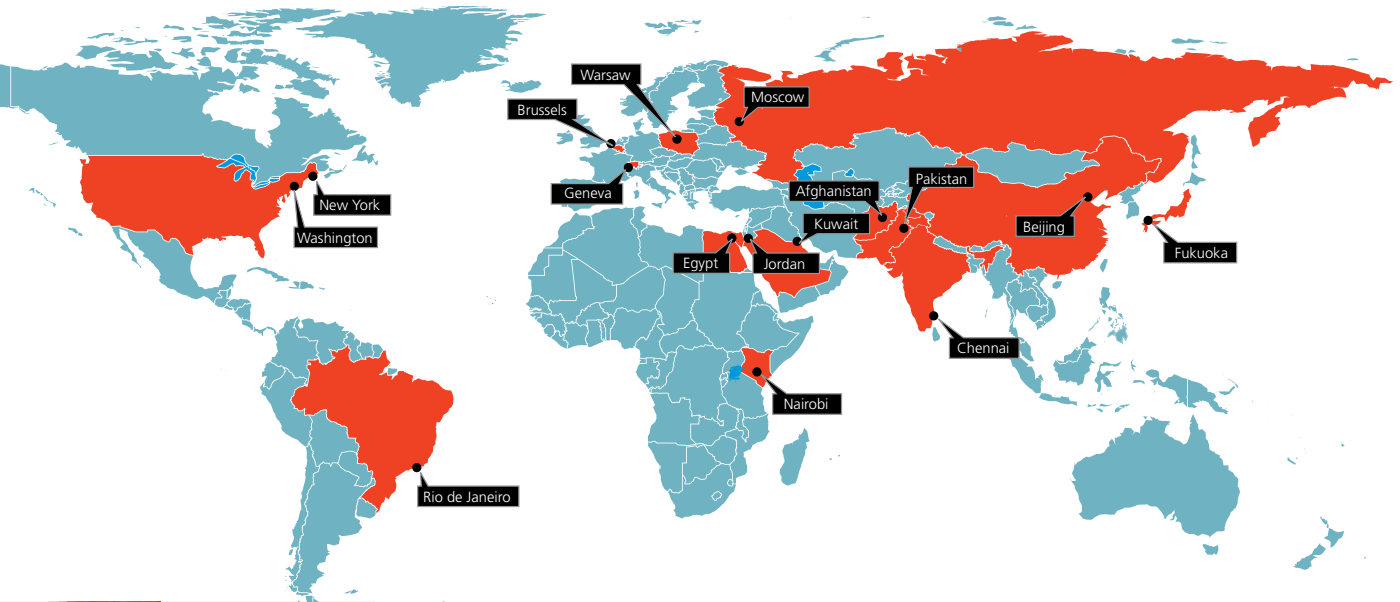 Warsaw
Moscow
Brussels
Pakistan
Afghanistan
Geneva
New York
Kuwait
Beijing
Washington
Fukuoka
Egypt
Jordan
Chennai
Nairobi
Rio de Janeiro